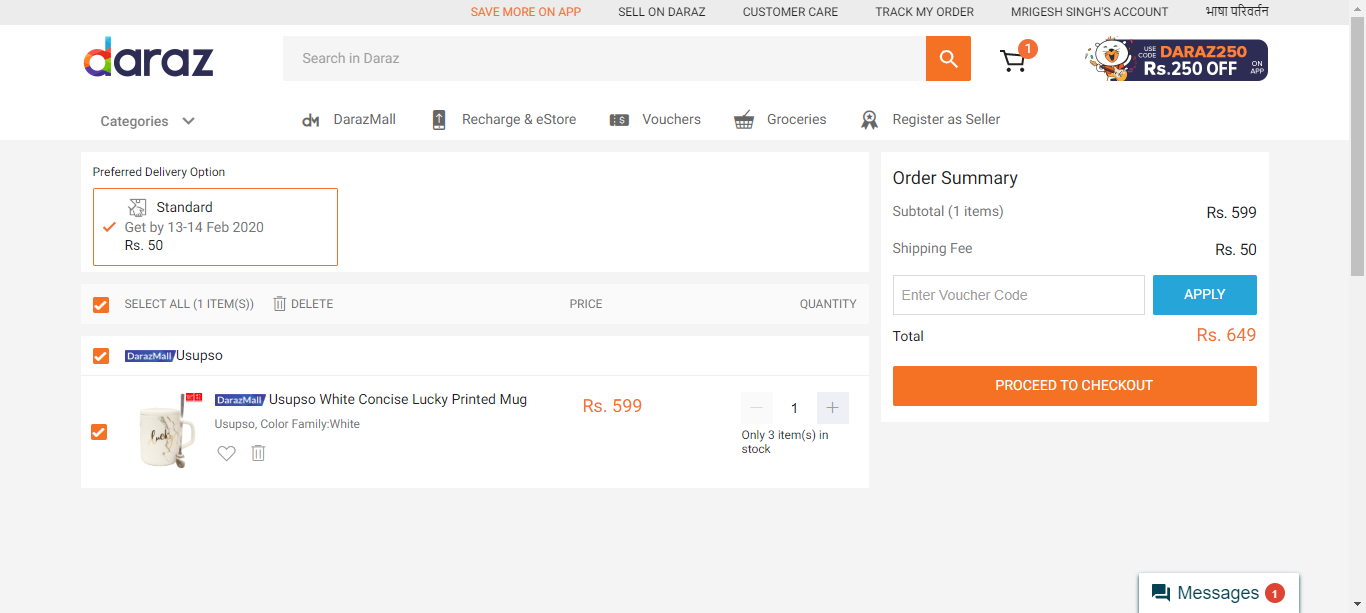 SAVE MORE ON APP SELL ON DARAZ CUSTOMER CARE TRACK MY ORDER MRIGESH SINGH'S ACCOUNT भाषा परिवर्तन
daraz
Search in Daraz
1
USE CODE DARAZ250
Rs.250 OFF ON APP
Categories DarazMall Recharge & eStore Vouchers Groceries Register as Seller
Preferred Delivery Option
Standard
Get by 13-14 Feb 2020
Rs. 50
SELECT ALL (1 ITEM(S)) DELETE PRICE QUANTITY
DarazMall Usupso
DarazMall Usupso White Concise Lucky Printed Mug
Usupso, Color Family:White
Rs. 599
1
Only 3 item(s) in
stock
Order Summary
Subtotal (1 items) Rs. 599
Shipping Fee Rs. 50
Enter Voucher Code APPLY
Total Rs. 649
PROCEED TO CHECKOUT
Messages 1